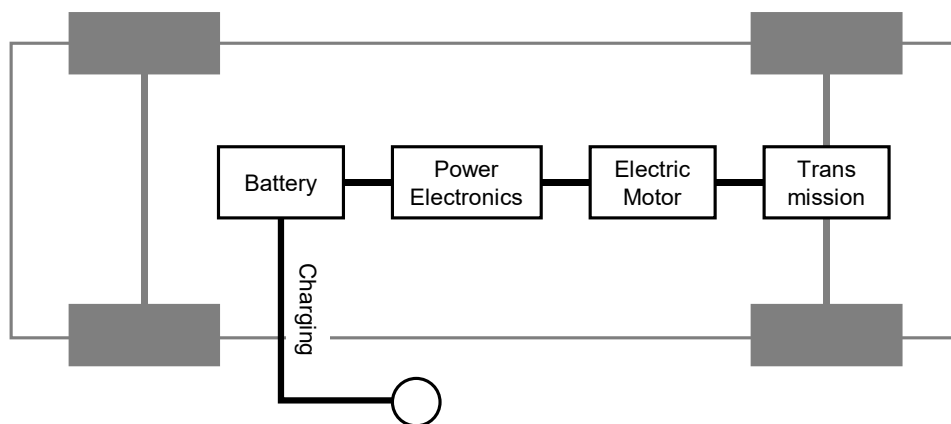 Battery
Power
Electronics
Electric
Motor
Trans
mission
Charging